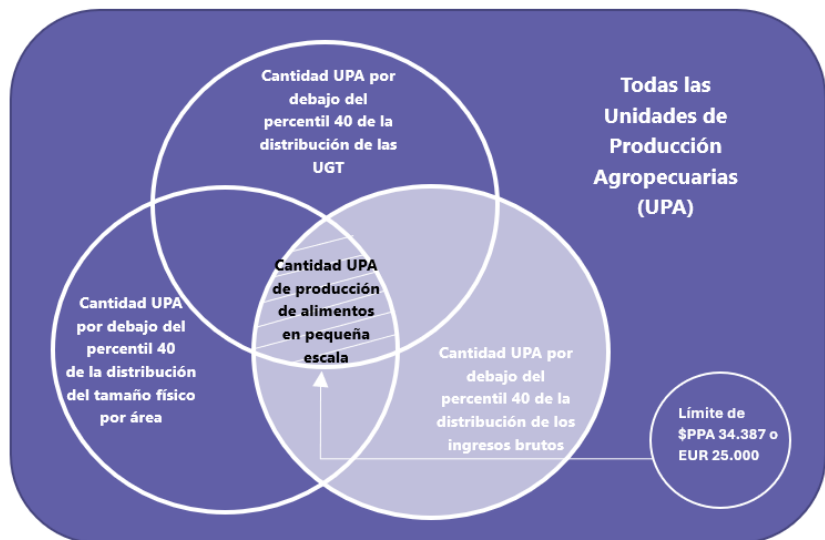 Cantidad UPA por
debajo del
percentil 40 de la
distribución de las
UGT
Todas las
Unidades de
Producción
Agropecuarias
(UPA)
Cantidad UPA
de producción
de alimentos
en pequeña
escala
Cantidad UPA
por debajo del
percentil 40
de la distribución
del tamaño físico
por área
Cantidad UPA por
debajo del
percentil 40 de la
distribución de los
ingresos brutos
Límite de
$PPA 34.387 o
EUR 25.000